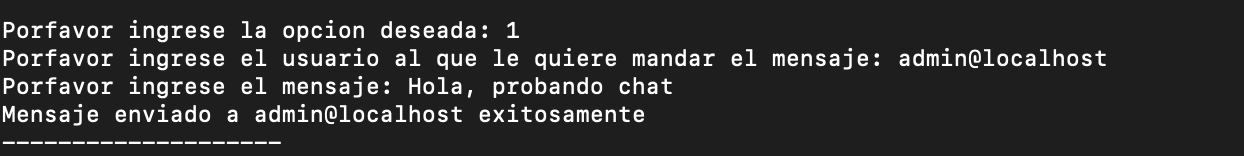 Porfavor ingrese la opcion deseada: 1
Porfavor ingrese el usuario al que le quiere mandar el mensaje: admin@localhost
Porfavor ingrese el mensaje: Hola, probando chat
Mensaje enviado a admin@localhost exitosamente
--------------------